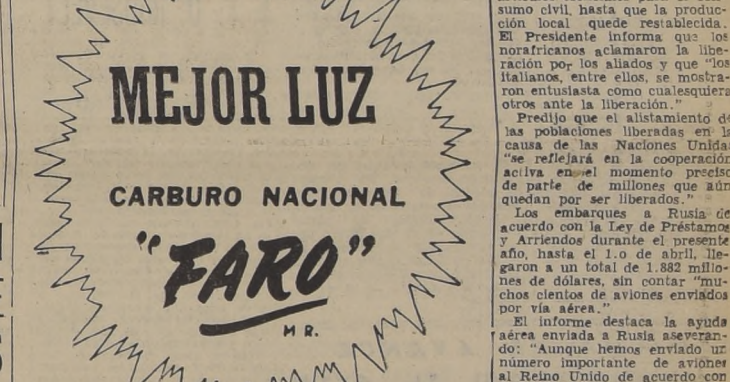 MEJOR LUZ
CARBURO NACIONAL
"FARO"
M R.
sumo civil, hasta que la produc-
ción local quede restablecida.
El Presidente informa que los
norafricanos aclamaron la libe-
ración por los aliados y que "los
italianos, entre ellos, se mostra-
ron entusiasta como cualesquiera
otros ante la liberación."
Predijo que el alistamiento d
las poblaciones liberadas en l
causa de las Naciones Unida
"se reflejará en la cooperación
activa en el momento preciso
de parte de millones que aún
quedan por ser liberados."
Los embarques a Rusia de
acuerdo con la Ley de Préstamos
y Arriendos durante el presente
año, hasta el 1.o de abril, lle-
garon a un total de 1.882 millo-
nes de dólares, sin contar "mu-
chos cientos de aviones enviados
por vía aérea."
El informe destaca la ayuda
aérea enviada a Rusia aseveran-
do: "Aunque hemos enviado un
número importante de aviones
al Reino Unido de acuerdo con